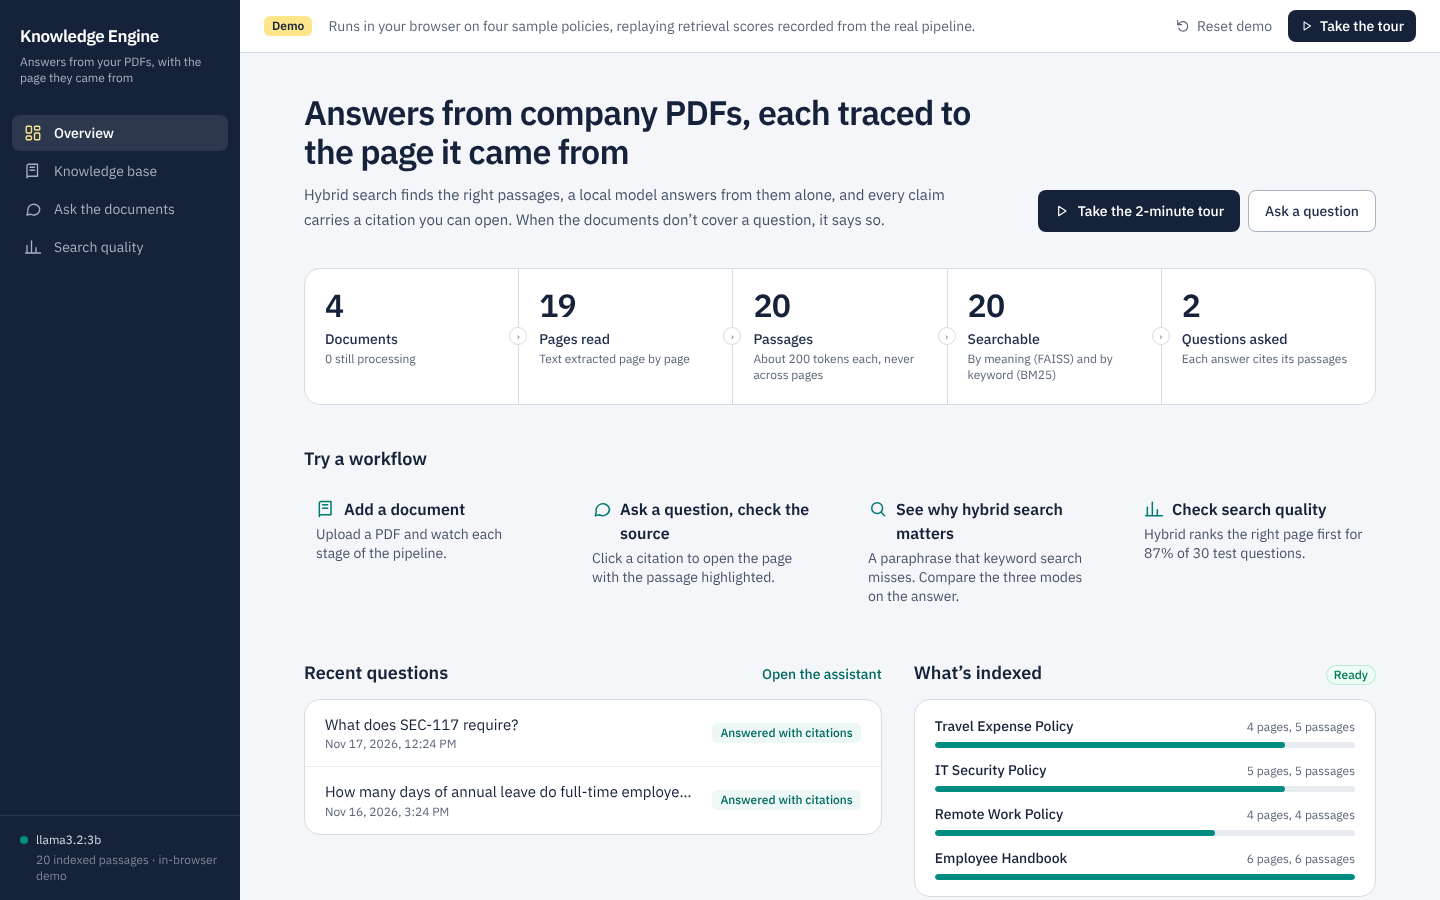 Knowledge Engine
Answers from your PDFs, with the
page they came from
Overview
Knowledge base
Ask the documents
Search quality
llama3.2:3b
20 indexed passages · in-browser
demo
Demo
Runs in your browser on four sample policies, replaying retrieval scores recorded from the real pipeline.
Reset demo
Take the tour
Answers from company PDFs, each traced to
the page it came from
Hybrid search finds the right passages, a local model answers from them alone, and every claim
carries a citation you can open. When the documents don’t cover a question, it says so.
Take the 2-minute tour
Ask a question
4
Documents
0 still processing
19
Pages read
Text extracted page by page
20
Passages
About 200 tokens each, never
across pages
20
Searchable
By meaning (FAISS) and by
keyword (BM25)
2
Questions asked
Each answer cites its passages
Try a workflow
Add a document
Upload a PDF and watch each
stage of the pipeline.
Ask a question, check the
source
Click a citation to open the page
with the passage highlighted.
See why hybrid search
matters
A paraphrase that keyword search
misses. Compare the three modes
on the answer.
Check search quality
Hybrid ranks the right page first for
87% of 30 test questions.
Recent questions
Open the assistant
What does SEC-117 require?
Nov 17, 2026, 12:24 PM
Answered with citations
How many days of annual leave do full-time employe...
Nov 16, 2026, 3:24 PM
Answered with citations
What’s indexed
Ready
Travel Expense Policy
4 pages, 5 passages
IT Security Policy
5 pages, 5 passages
Remote Work Policy
4 pages, 4 passages
Employee Handbook
6 pages, 6 passages